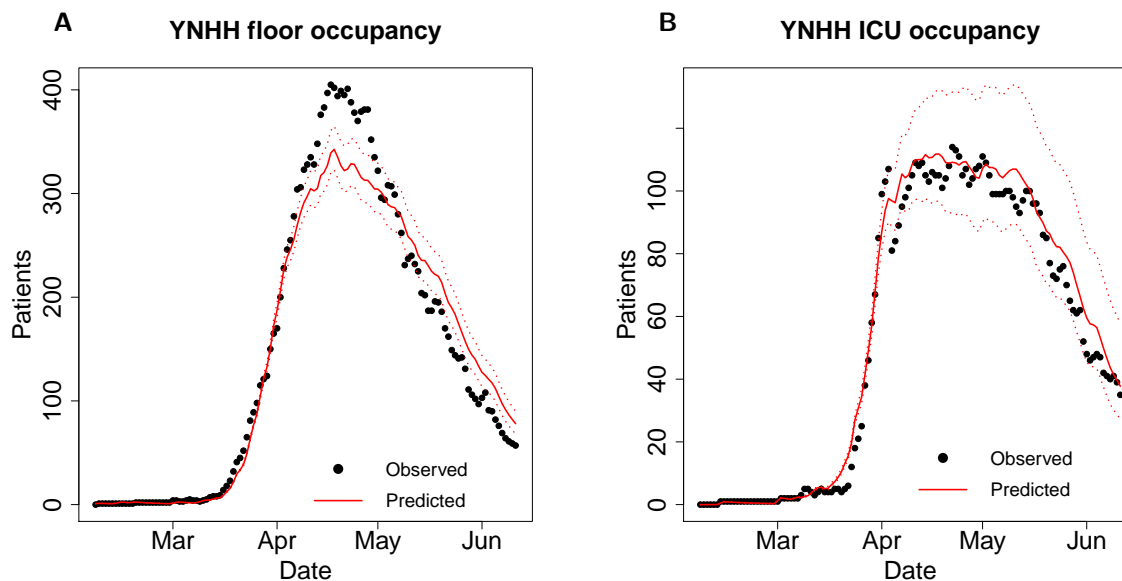 A
YNHH floor occupancy
400
300
200
100
0
Patients
Observed
Predicted
Mar
Apr
May
Jun
Date
B
YNHH ICU occupancy
100
80
60
40
20
0
Patients
Observed
Predicted
Mar
Apr
May
Jun
Date